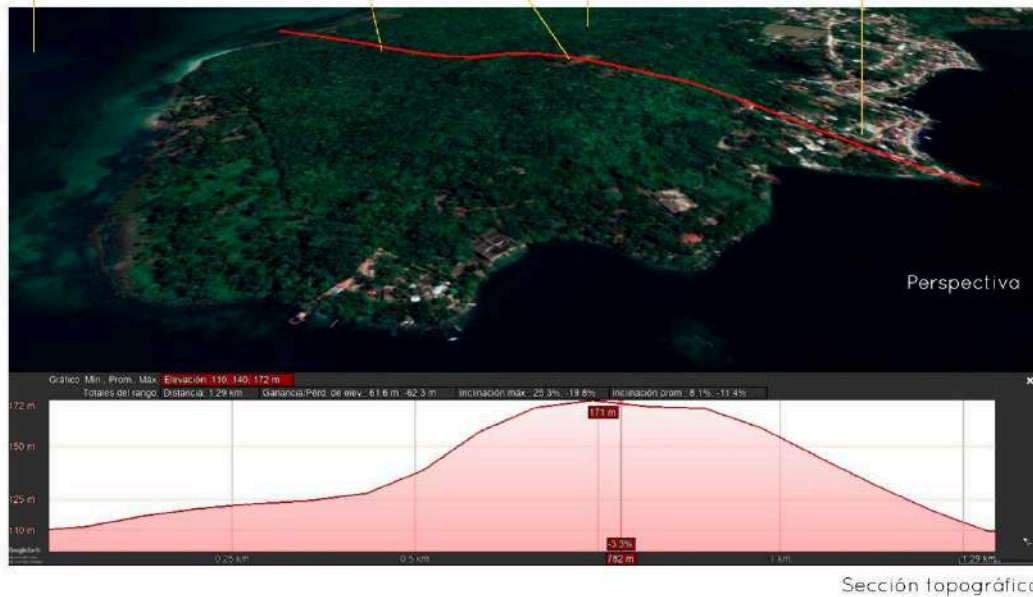 Perspectiva
Gráfico: Mín., Prom., Máx. Elevación: 110, 140, 172 m
Totales del rango: Distancia: 1.29 km Ganancia/Pérd. de elev.: 61.6 m, -62.3 m Inclinación máx.: 25.3%, -19.8% Inclinación prom.: 8.1%, -11.4%
172 m
171 m
150 m
125 m
110 m
-3.3%
0.25 km
0.5 km
782 m
1 km
1.29 km
Sección topográfica